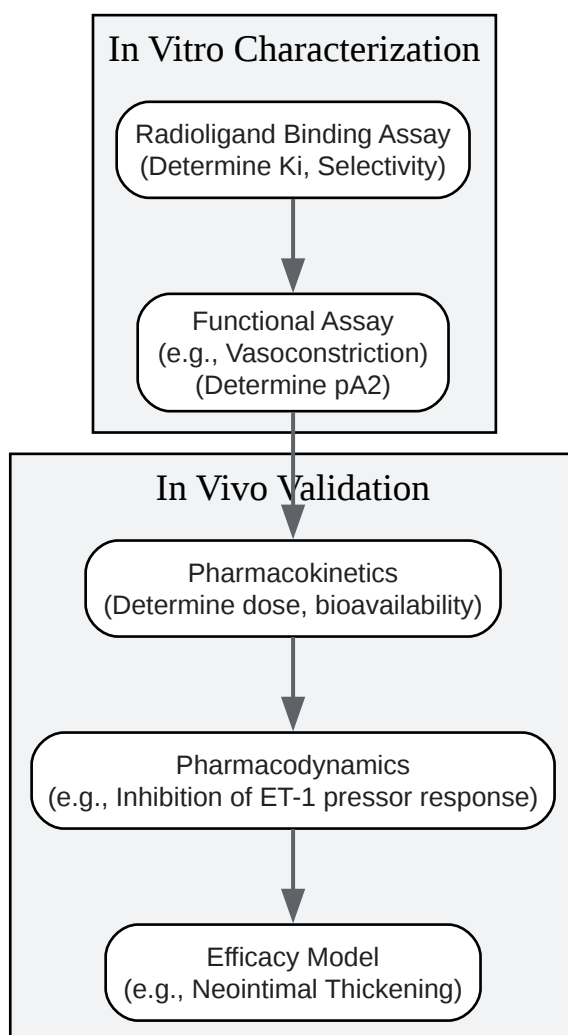 In Vitro Characterization
Radioligand Binding Assay
(Determine Ki, Selectivity)
Functional Assay
(e.g., Vasoconstriction)
(Determine pA2)
In Vivo Validation
Pharmacokinetics
(Determine dose, bioavailability)
Pharmacodynamics
(e.g., Inhibition of ET-1 pressor response)
Efficacy Model
(e.g., Neointimal Thickening)